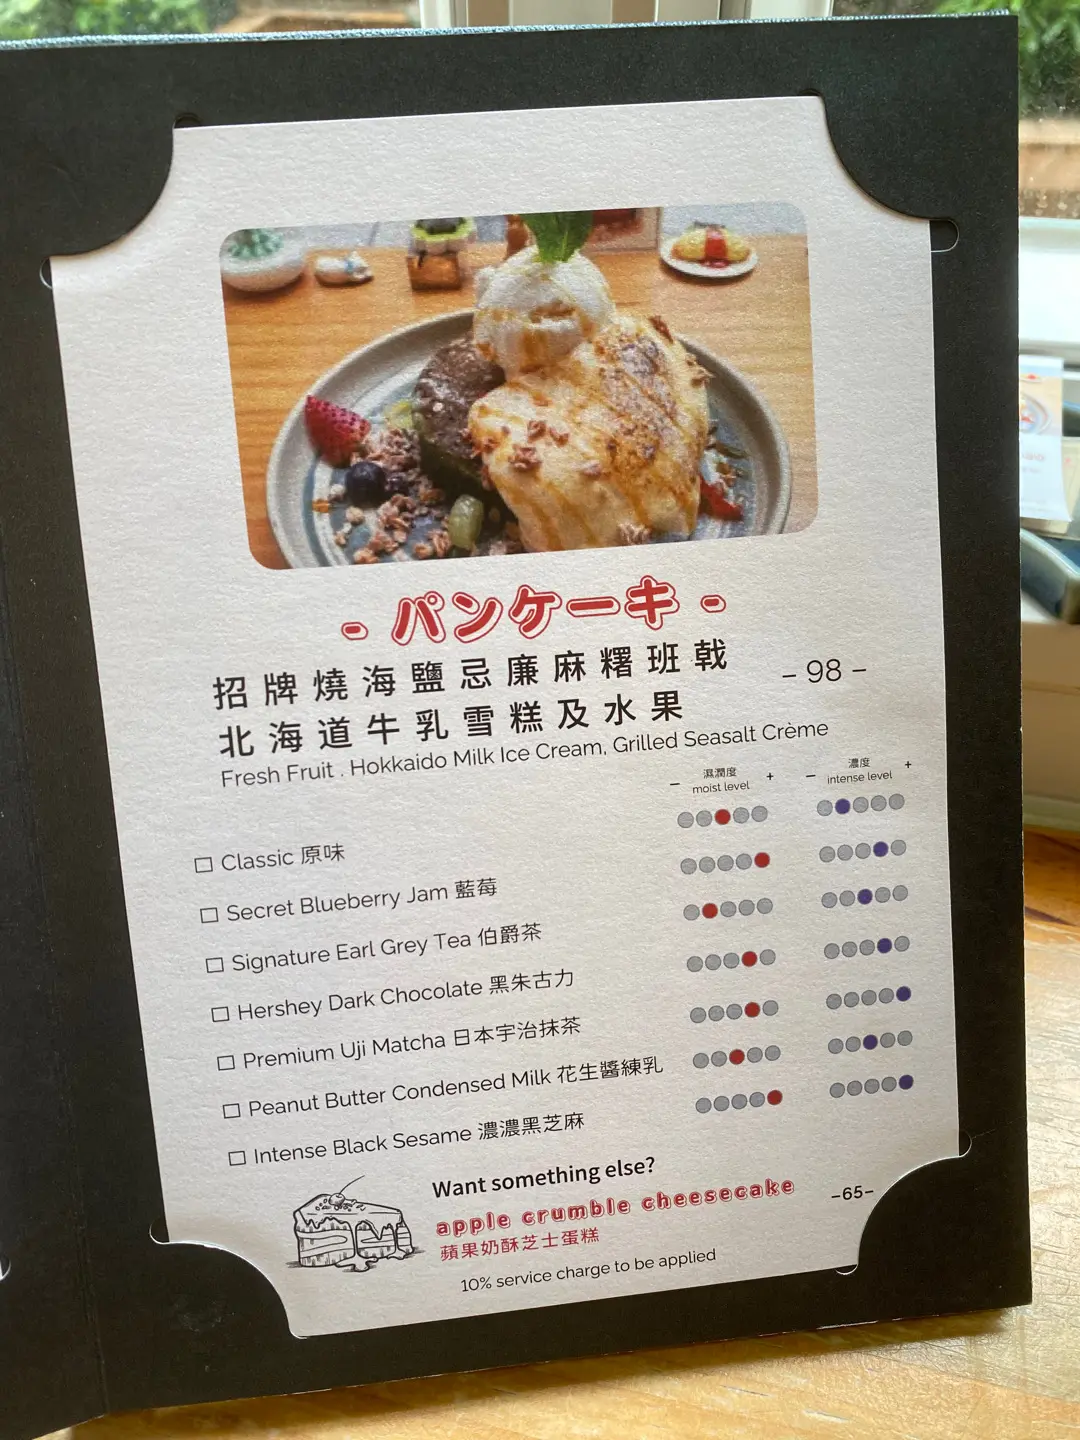 - パンケーキ -
招牌燒海鹽忌廉麻糬班戟
北海道牛乳雪糕及水果
– 98 –
Fresh Fruit . Hokkaido Milk Ice Cream, Grilled Seasalt Crème
– 濕潤度 +
moist level
– 濃度 +
intense level
Classic 原味
Secret Blueberry Jam 藍莓
Signature Earl Grey Tea 伯爵茶
Hershey Dark Chocolate 黑朱古力
Premium Uji Matcha 日本宇治抹茶
Peanut Butter Condensed Milk 花生醬練乳
Intense Black Sesame 濃濃黑芝麻
Want something else?
apple crumble cheesecake –65–
蘋果奶酥芝士蛋糕
10% service charge to be applied